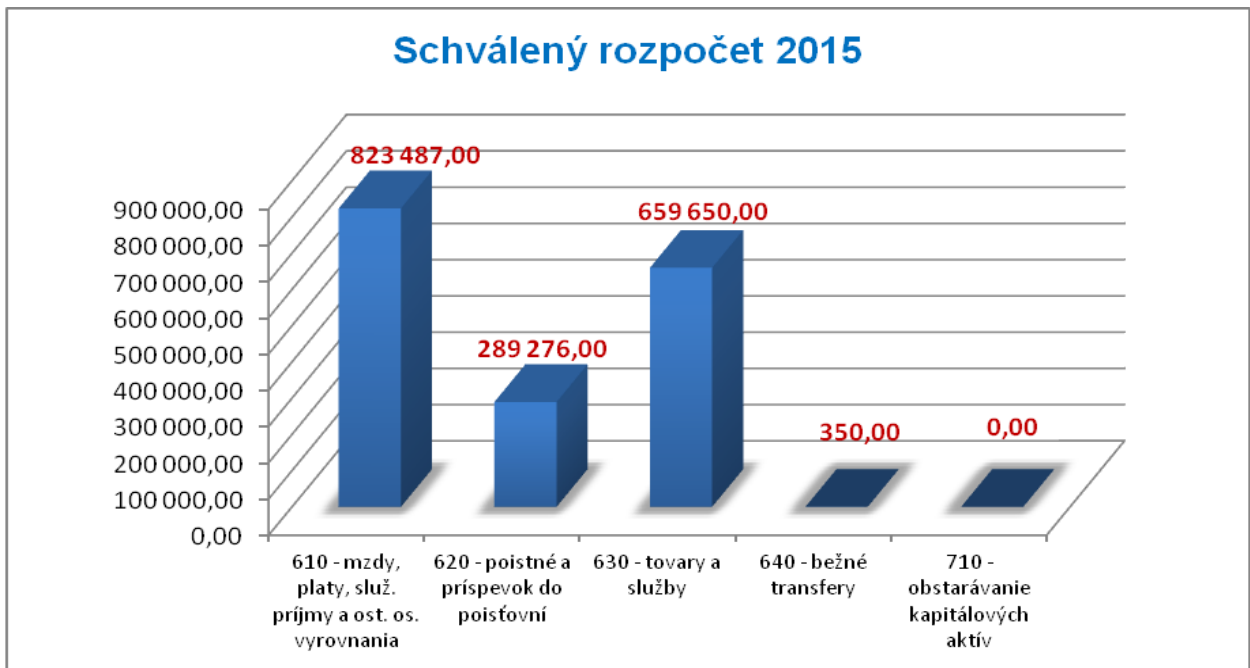 Schválený rozpočet 2015
823 487,00
289 276,00
659 650,00
350,00
0,00
900 000,00
800 000,00
700 000,00
600 000,00
500 000,00
400 000,00
300 000,00
200 000,00
100 000,00
0,00
610 - mzdy,
platy, služ.
príjmy a ost. os.
vyrovnania
620 - poistné a
príspevok do
poisťovní
630 - tovary a
služby
640 - bežné
transfery
710 -
obstarávanie
kapitálových
aktív